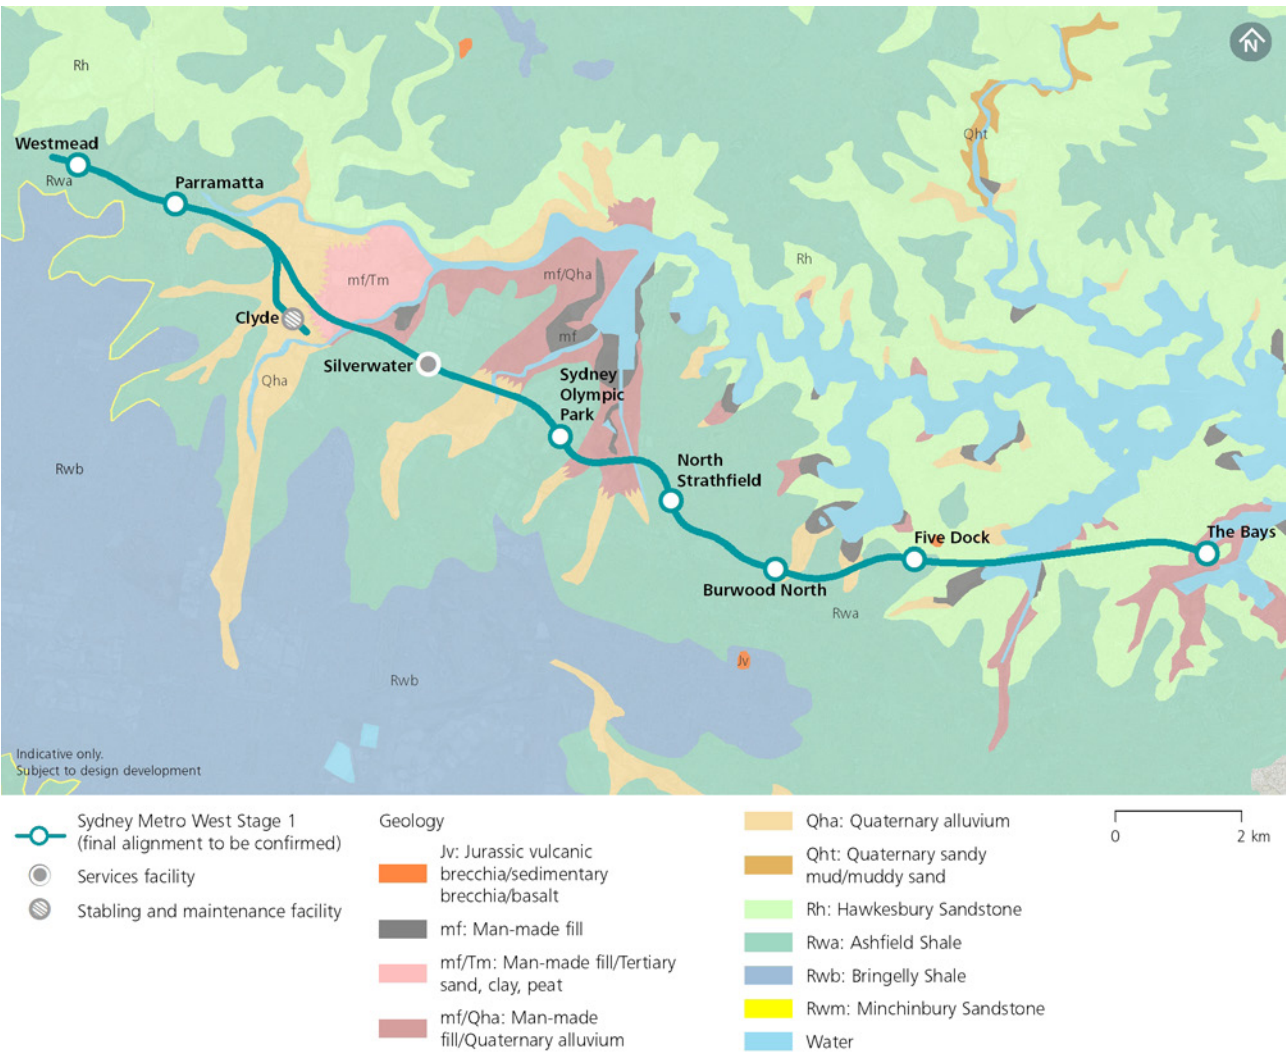 N
Rh
Qht
Westmead
Rwa
Parramatta
Rh
mf/Tm
mf/Qha
Clyde
mf
Silverwater
Sydney
Olympic
Park
Qha
Rwb
North
Strathfield
Five Dock
The Bays
Burwood North
Rwa
Jv
Rwb
Indicative only.
Subject to design development
Sydney Metro West Stage 1
(final alignment to be confirmed)
Services facility
Stabling and maintenance facility
Geology
Jv: Jurassic vulcanic
brecchia/sedimentary
brecchia/basalt
mf: Man-made fill
mf/Tm: Man-made fill/Tertiary
sand, clay, peat
mf/Qha: Man-made
fill/Quaternary alluvium
Qha: Quaternary alluvium
Qht: Quaternary sandy
mud/muddy sand
Rh: Hawkesbury Sandstone
Rwa: Ashfield Shale
Rwb: Bringelly Shale
Rwm: Minchinbury Sandstone
Water
0 2 km